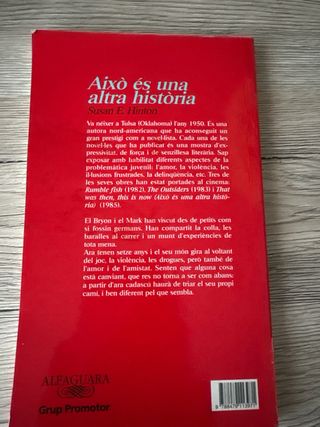 Això és una
altra història
Susan E. Hinton
Va néixer a Tulsa (Oklahoma) l'any 1950. És una
autora nord-americana que ha aconseguit un
gran prestigi com a novel·lista. Cada una de les
novel·les que ha publicat és una mostra d'ex-
pressivitat, de força i de senzillesa literària. Sap
exposar amb habilitat diferents aspectes de la
problemàtica juvenil: l'amor, la violència, les
il·lusions frustrades, la delinqüència, etc. Tres de
les seves obres han estat portades al cinema.
Rumble fish (1982), The Outsiders (1983) i That
was then, this is now (Això és una altra histò-
ria) (1985).
El Bryon i el Mark han viscut des de petits com
si fossin germans. Han compartit la colla, les
baralles al carrer i un munt d'experiències de
tota mena.
Ara tenen setze anys i el seu món gira al voltant
del joc, la violència, les drogues, però també de
l'amor i de l'amistat. Senten que alguna cosa
està canviant, que res no torna a ser com abans;
a partir d'ara cadascú haurà de triar el seu propi
camí, i ben diferent pel que sembla.
ALFAGUARA
Grup Promotor
9 788479 113971